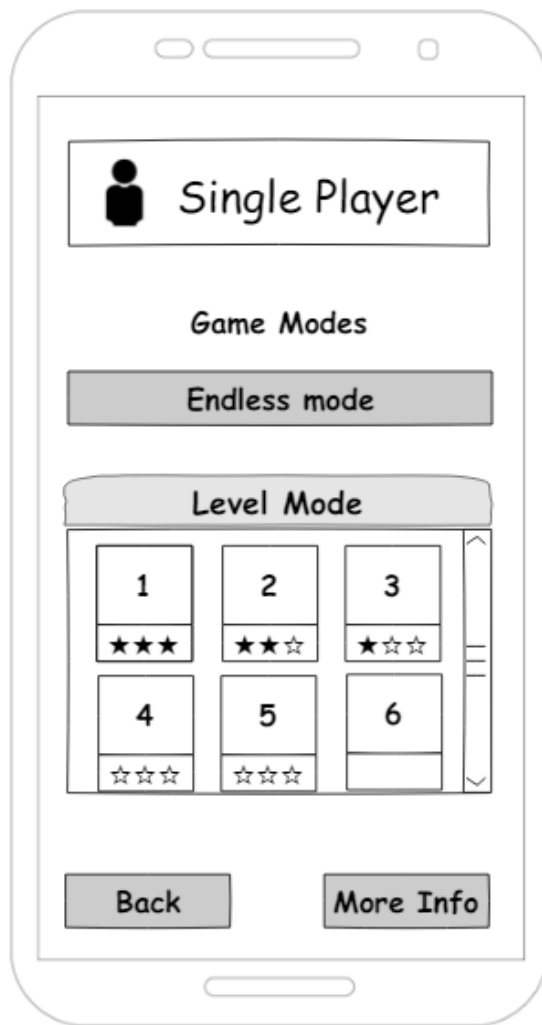 Single Player
Game Modes
Endless mode
Level Mode
1 2 3
★★★ ★★☆ ★☆☆
4 5 6
☆☆☆ ☆☆☆
Back More Info